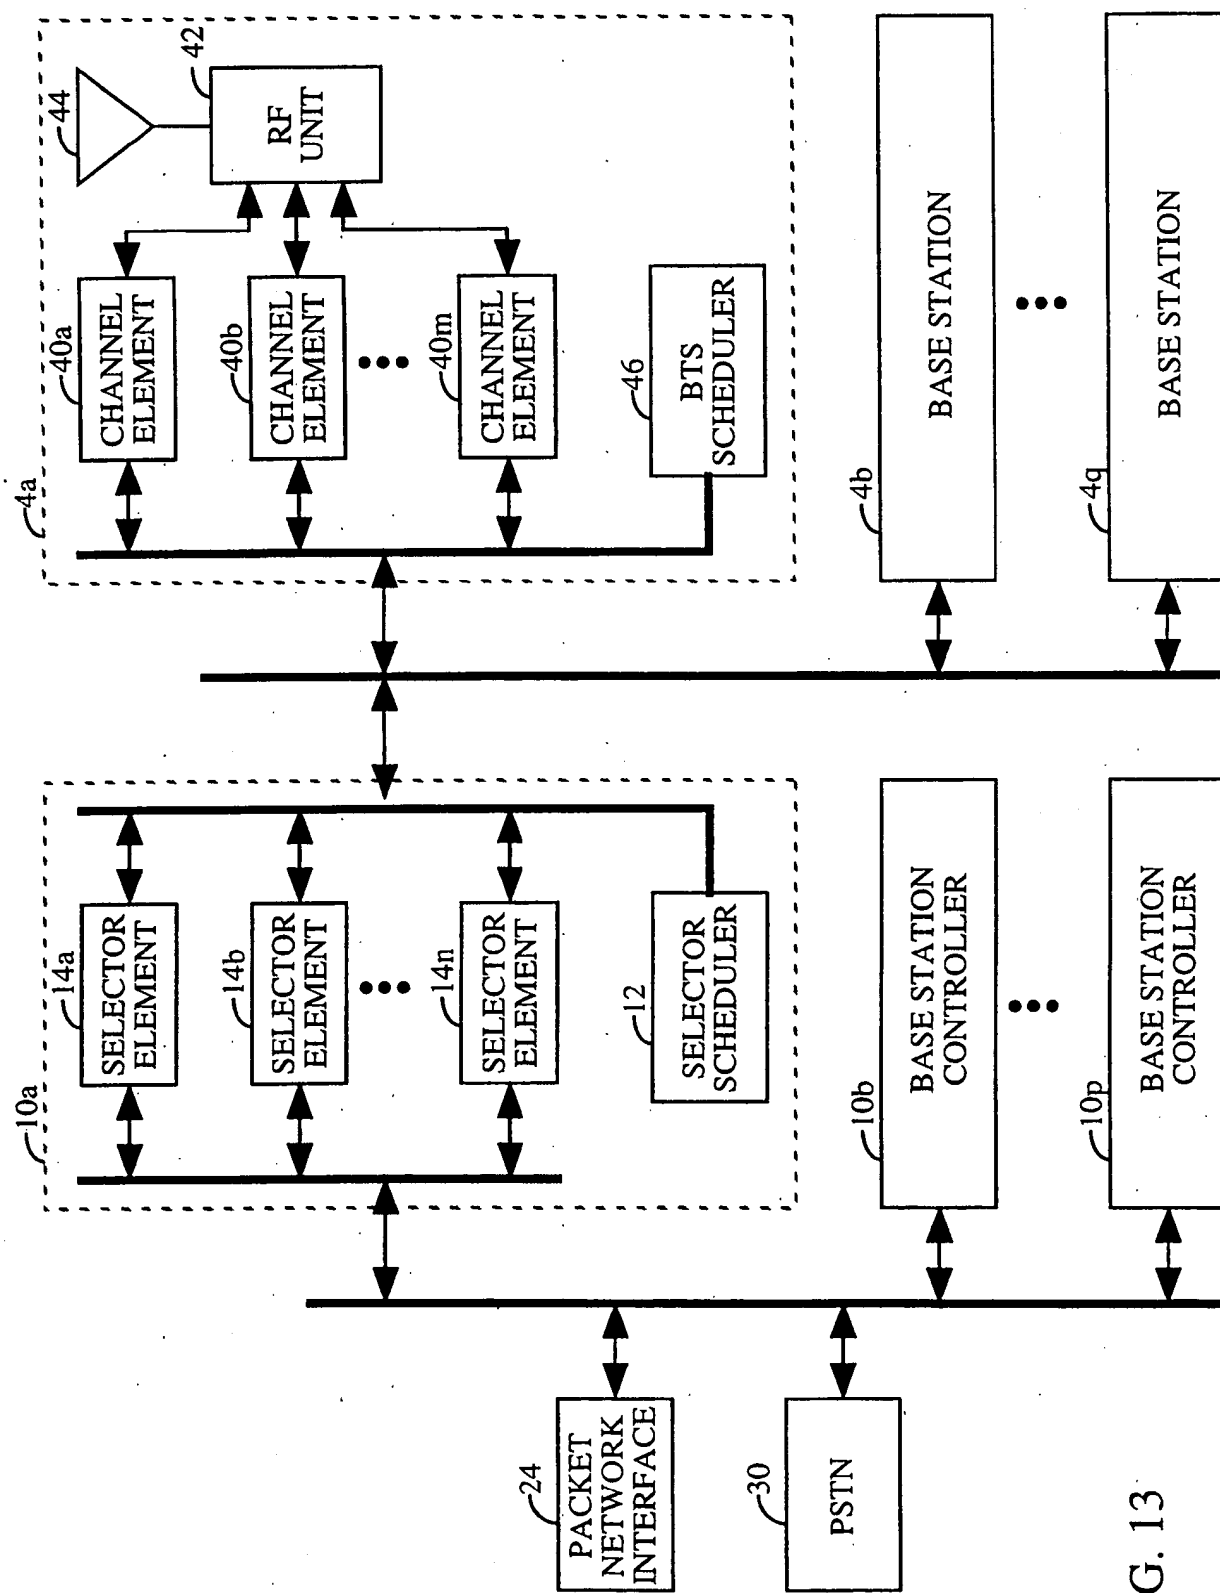 4a
44
42
RF
UNIT
40a
CHANNEL
ELEMENT
40b
CHANNEL
ELEMENT
40m
CHANNEL
ELEMENT
46
BTS
SCHEDULER
4b
BASE STATION
4q
BASE STATION
10a
14a
SELECTOR
ELEMENT
14b
SELECTOR
ELEMENT
14n
SELECTOR
ELEMENT
12
SELECTOR
SCHEDULER
10b
BASE STATION
CONTROLLER
10p
BASE STATION
CONTROLLER
24
PACKET
NETWORK
INTERFACE
30
PSTN
G. 13